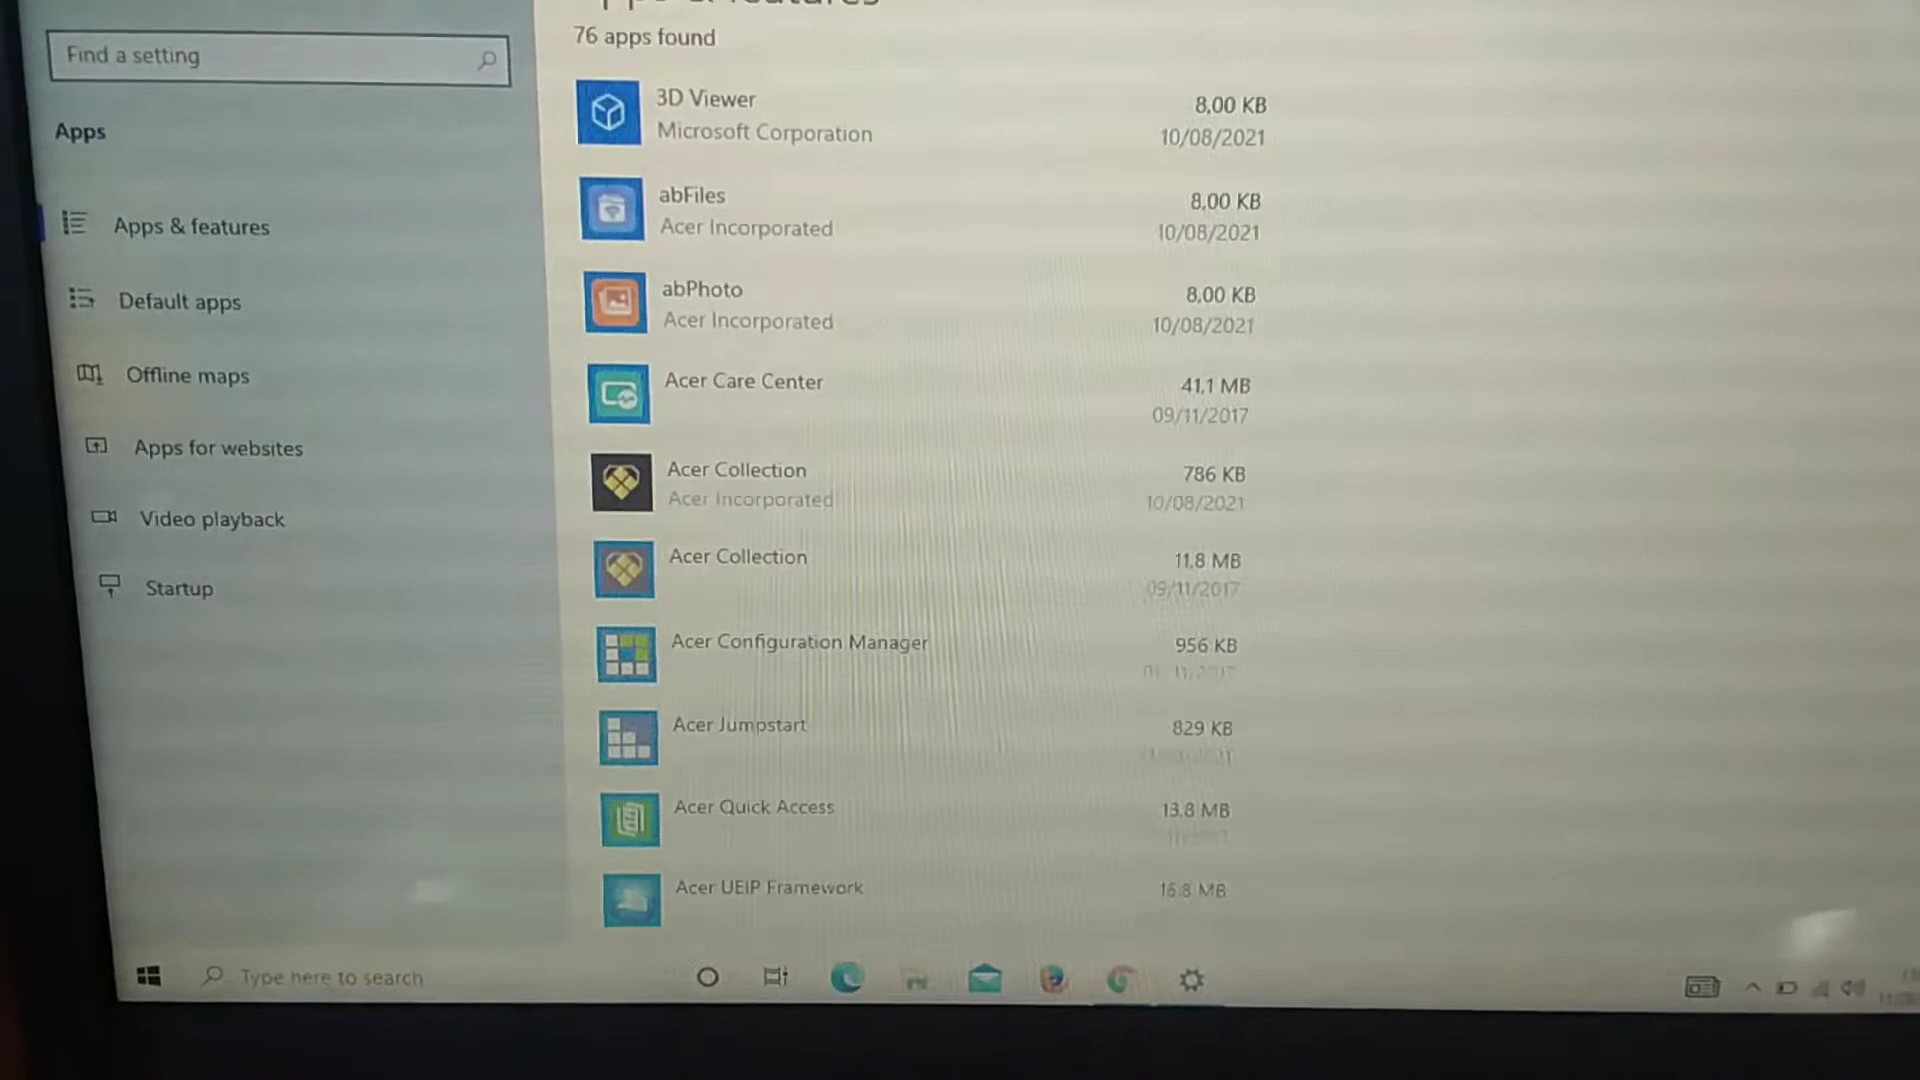 Find a setting
Apps
Apps & features
Default apps
Offline maps
Apps for websites
Video playback
Startup
76 apps found
3D Viewer
8,00 KB
Microsoft Corporation
10/08/2021
abFiles
8,00 KB
Acer Incorporated
10/08/2021
abPhoto
8,00 KB
Acer Incorporated
10/08/2021
Acer Care Center
41,1 MB
09/11/2017
Acer Collection
786 KB
Acer Incorporated
10/08/2021
Acer Collection
11,8 MB
09/11/2017
Acer Configuration Manager
956 KB
Acer Jumpstart
829 KB
Acer Quick Access
13,8 MB
Acer UEIP Framework
16,8 MB
Type here to search